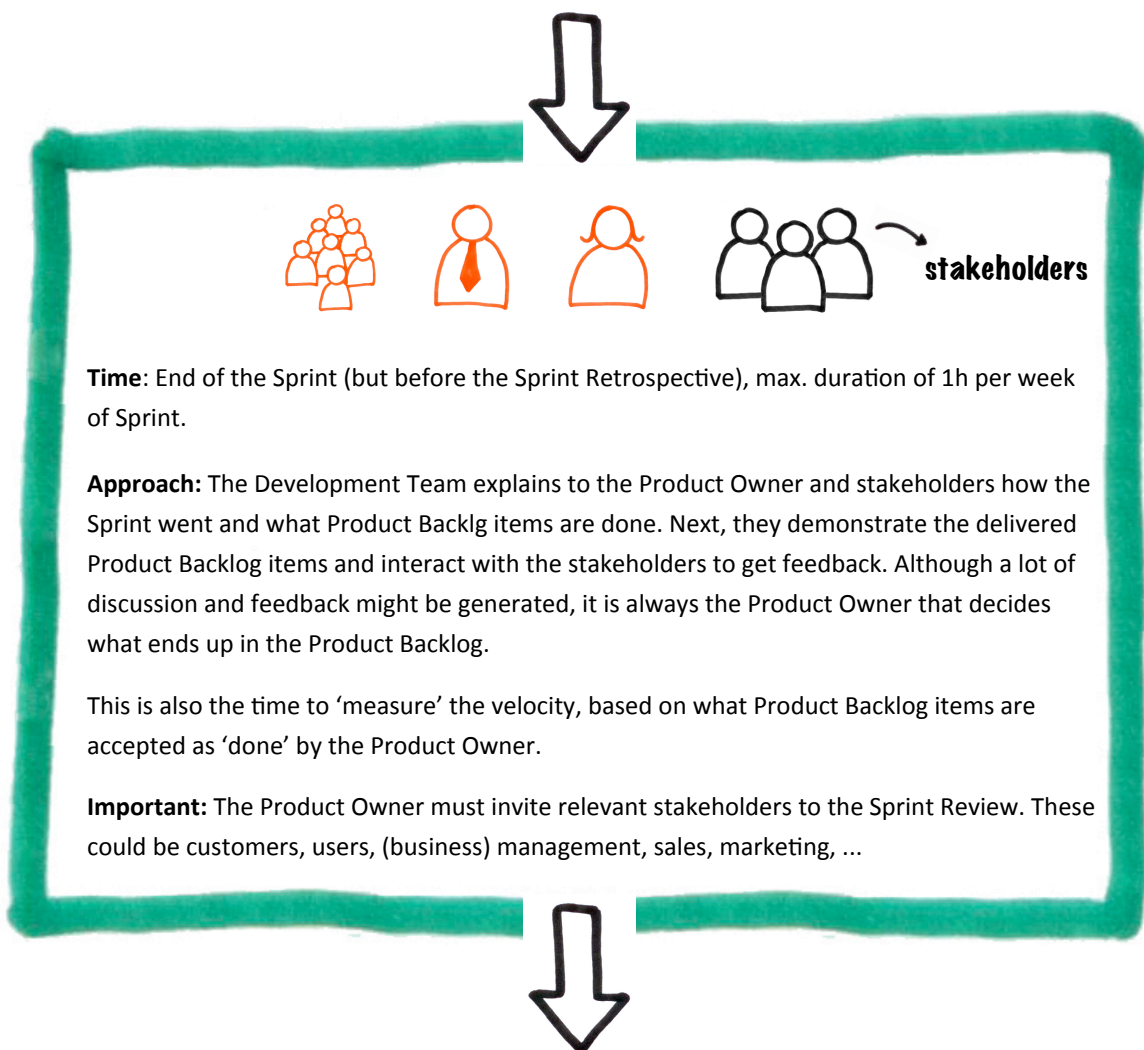 stakeholders
Time: End of the Sprint (but before the Sprint Retrospective), max. duration of 1h per week
of Sprint.
Approach: The Development Team explains to the Product Owner and stakeholders how the
Sprint went and what Product Backlg items are done. Next, they demonstrate the delivered
Product Backlog items and interact with the stakeholders to get feedback. Although a lot of
discussion and feedback might be generated, it is always the Product Owner that decides
what ends up in the Product Backlog.
This is also the time to ‘measure’ the velocity, based on what Product Backlog items are
accepted as ‘done’ by the Product Owner.
Important: The Product Owner must invite relevant stakeholders to the Sprint Review. These
could be customers, users, (business) management, sales, marketing, ...